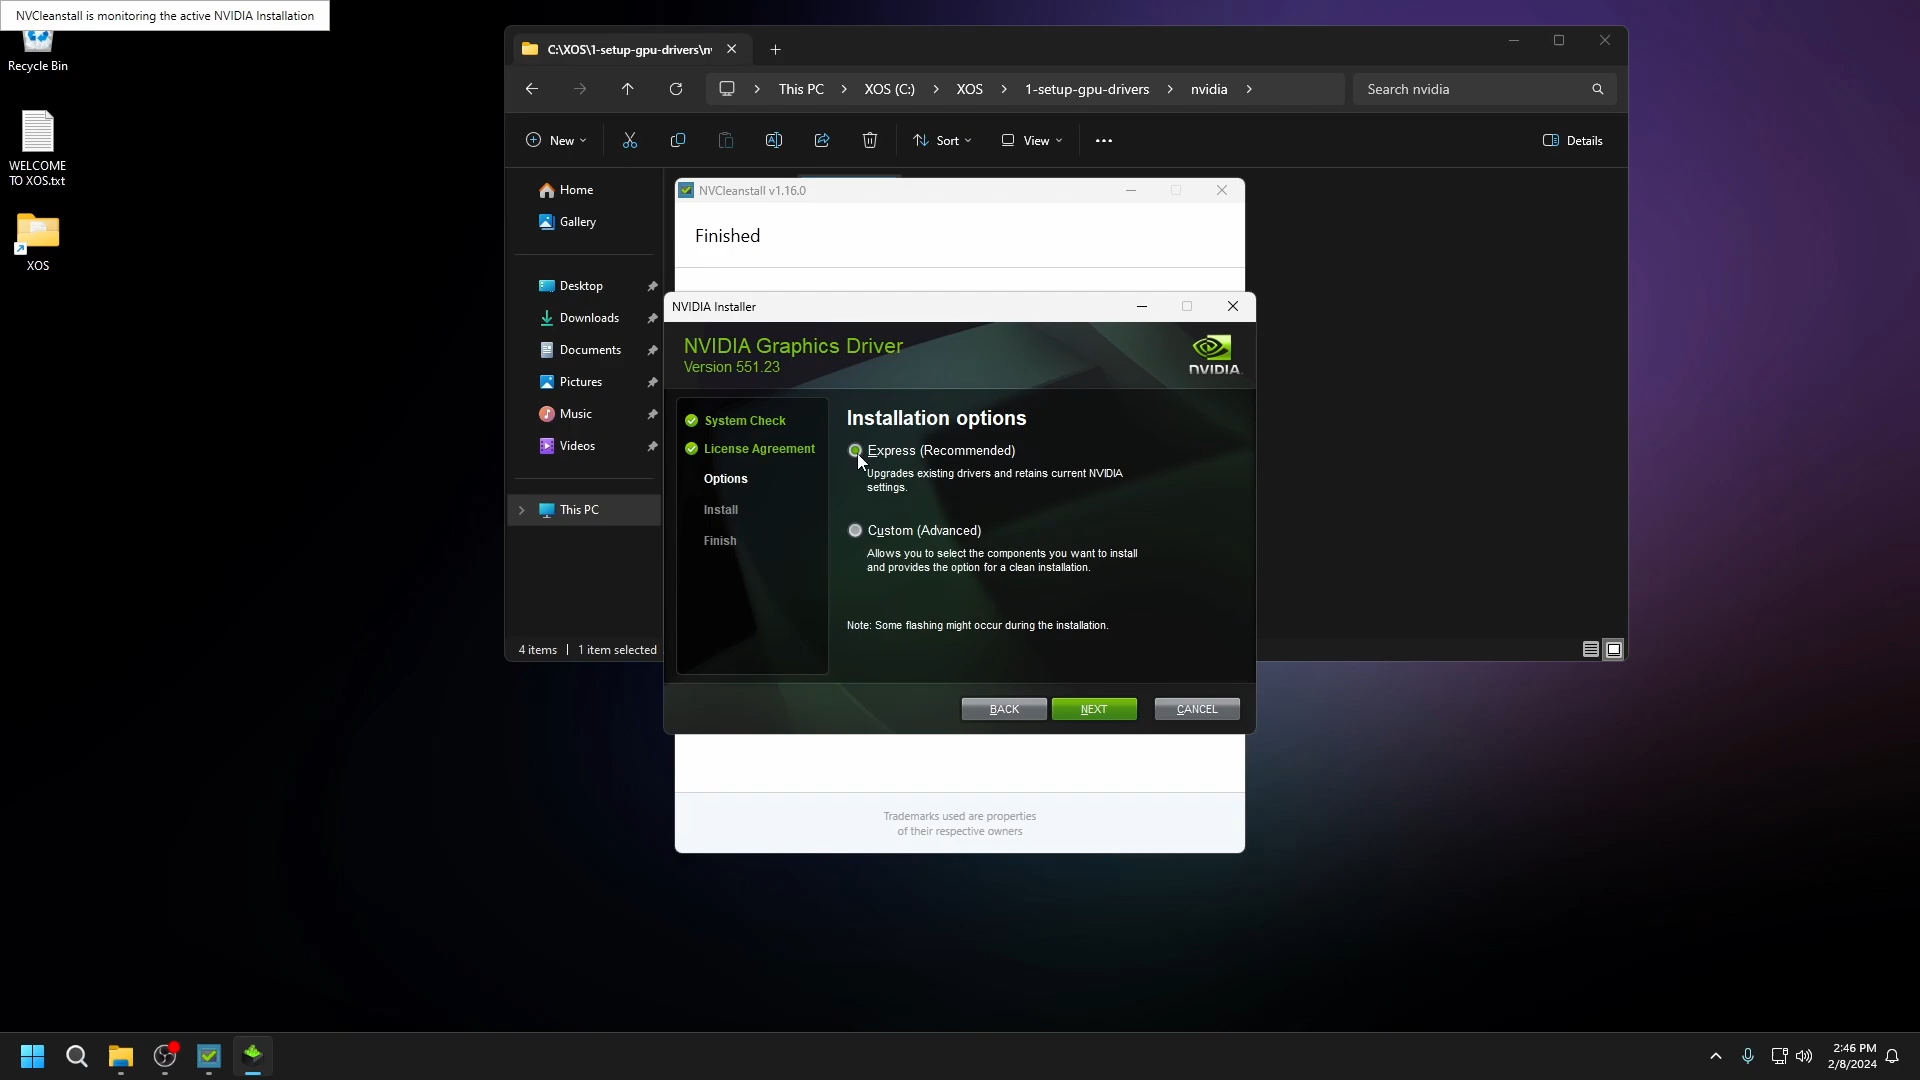 NVCleanstall is monitoring the active NVIDIA Installation
Recycle Bin
WELCOME
TO XOS.txt
XOS
C:\XOS\1-setup-gpu-drivers\n
This PC
XOS (C:)
XOS
1-setup-gpu-drivers
nvidia
Search nvidia
New
Sort
View
Details
Home
Gallery
Desktop
Downloads
Documents
Pictures
Music
Videos
This PC
4 items
1 item selected
NVCleanstall v1.16.0
Finished
NVIDIA Installer
NVIDIA Graphics Driver
Version 551.23
NVIDIA.
System Check
License Agreement
Options
Install
Finish
Installation options
Express (Recommended)
Upgrades existing drivers and retains current NVIDIA
settings.
Custom (Advanced)
Allows you to select the components you want to install
and provides the option for a clean installation.
Note: Some flashing might occur during the installation.
BACK
NEXT
CANCEL
Trademarks used are properties
of their respective owners
2:46 PM
2/8/2024